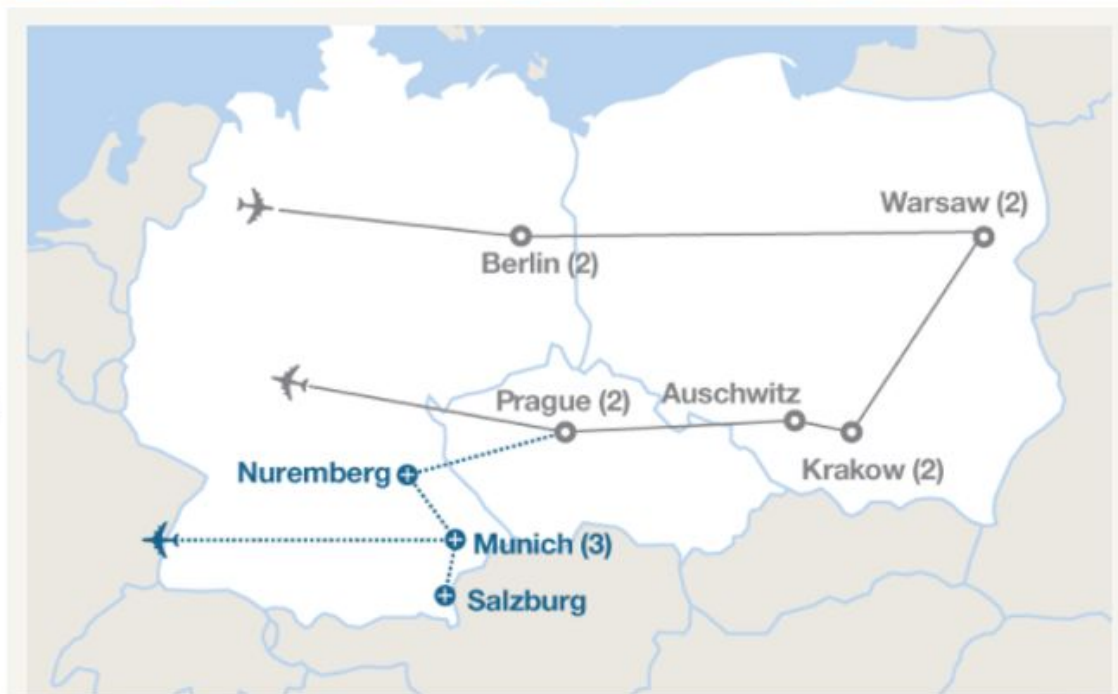 Warsaw (2)
Berlin (2)
Prague (2)
Auschwitz
Krakow (2)
Nuremberg
Munich (3)
Salzburg